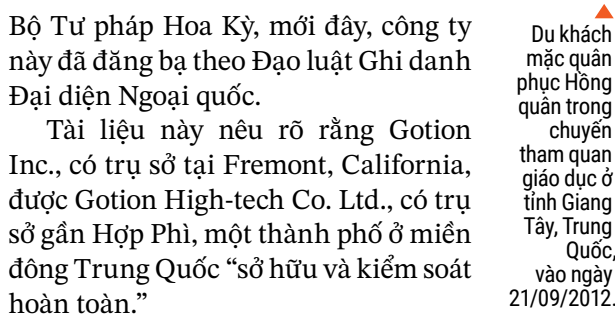 Bộ Tư pháp Hoa Kỳ, mới đây, công ty
này đã đăng bạ theo Đạo luật Ghi danh
Đại diện Ngoại quốc.
Tài liệu này nêu rõ rằng Gotion
Inc., có trụ sở tại Fremont, California,
được Gotion High-tech Co. Ltd., có trụ
sở gần Hợp Phì, một thành phố ở miền
đông Trung Quốc “sở hữu và kiểm soát
hoàn toàn.”
Du khách
mặc quân
phục Hồng
quân trong
chuyến
tham quan
giáo dục ở
tỉnh Giang
Tây, Trung
Quốc,
vào ngày
21/09/2012.